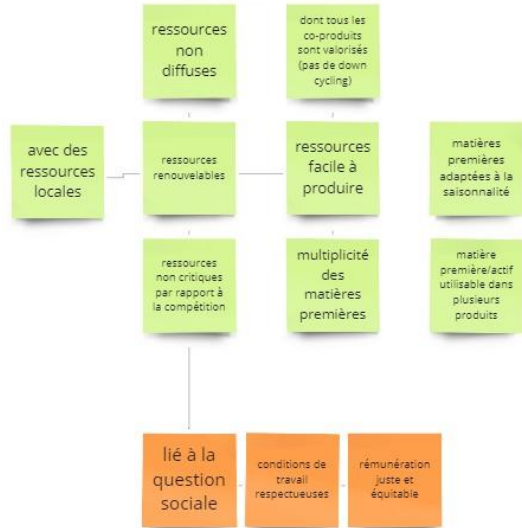 ressources
non
diffuses
dont tous les
co-produits
sont valorisés
(pas de down
cycling)
avec des
ressources
locales
ressources
renouvelables
ressources
facile à
produire
matières
premières
adaptées à la
saisonnalité
ressources
non critiques
par rapport à
la compétition
multiplicité
des
matières
premières
matière
première/actif
utilisable dans
plusieurs
produits
lié à la
question
sociale
conditions de
travail
respectueuses
rémunération
juste et
équitable